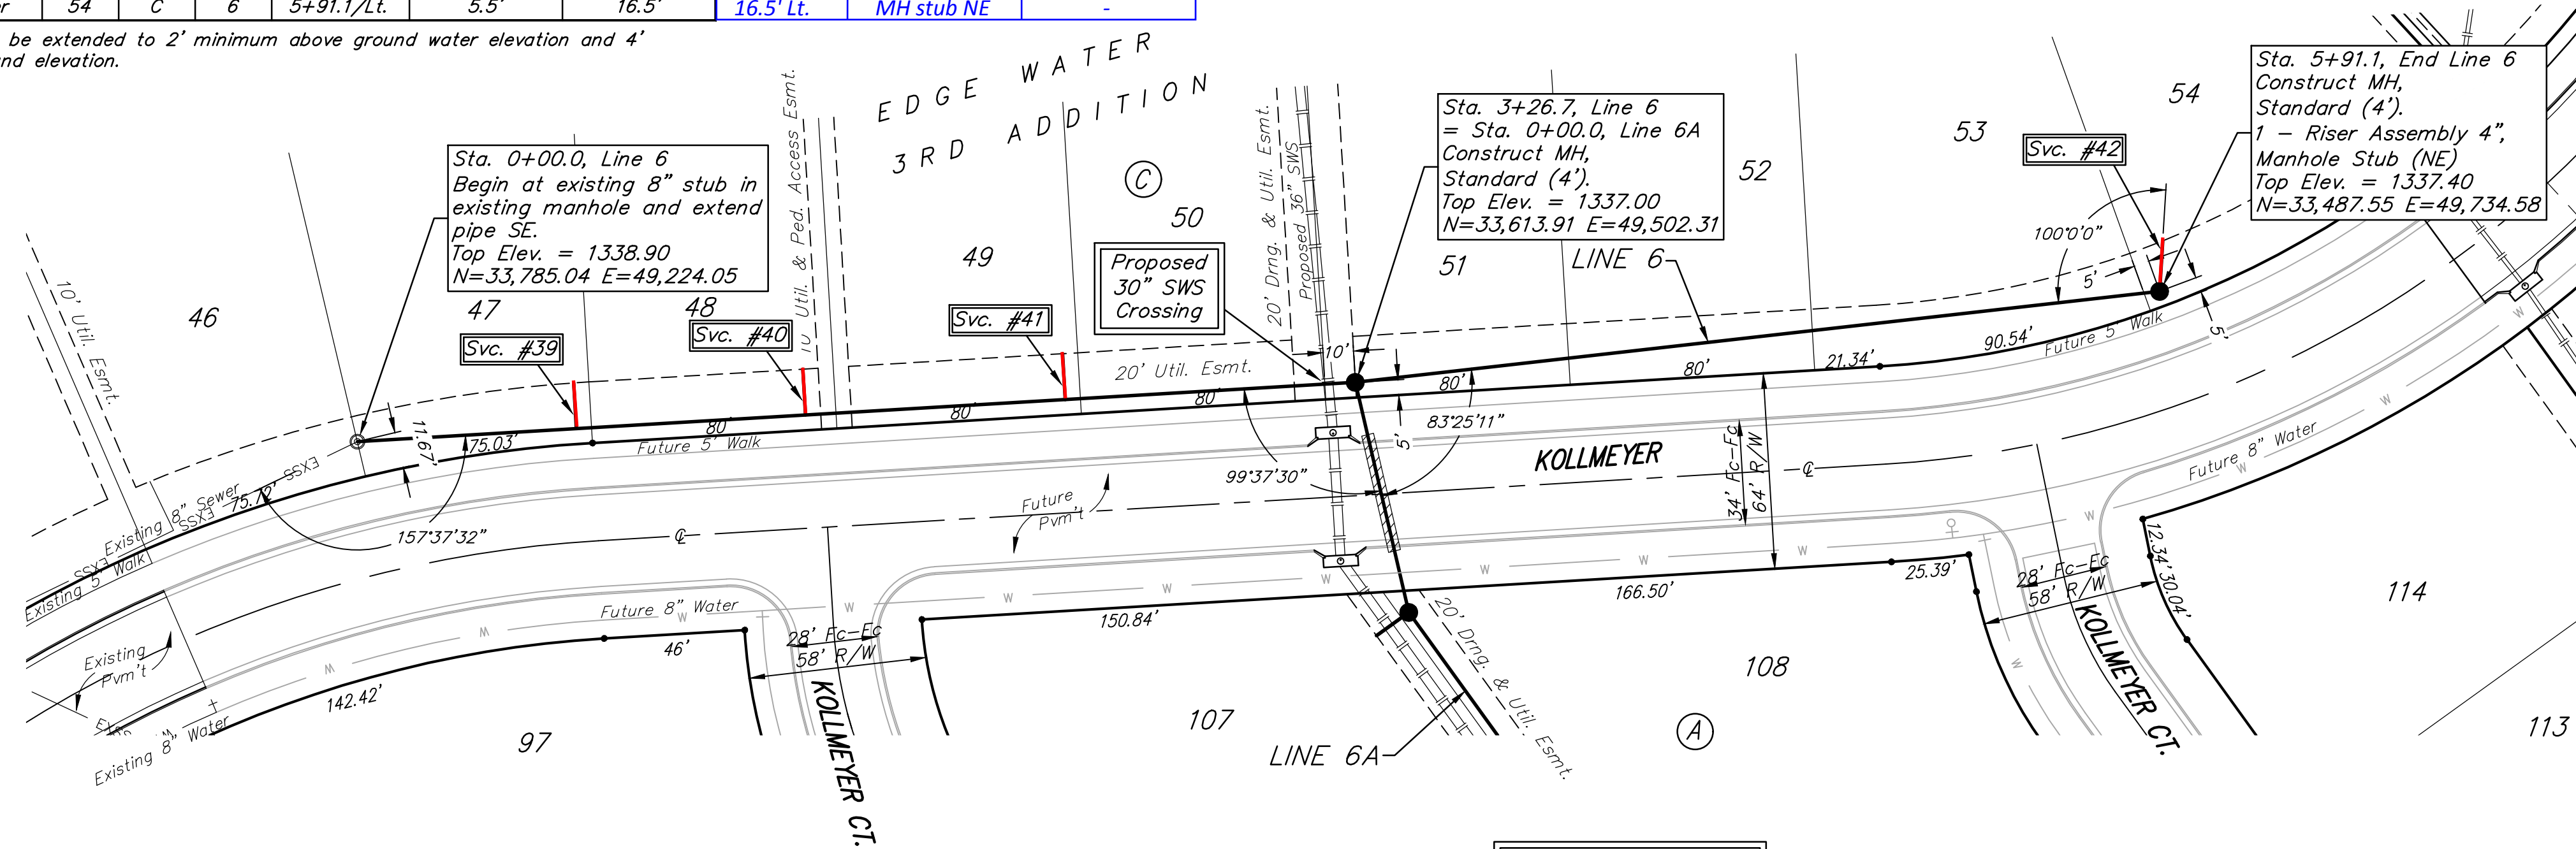 54 C 6 5+91.1/Lt. 5.5' 16.5' 16.5' Lt. MH stub NE -
be extended to 2' minimum above ground water elevation and 4'
elevation.
EDGE WATER
3RD ADDITION
C
Sta. 0+00.0, Line 6
Begin at existing 8" stub in
existing manhole and extend
pipe SE.
Top Elev. = 1338.90
N=33,785.04 E=49,224.05
Sta. 3+26.7, Line 6
= Sta. 0+00.0, Line 6A
Construct MH,
Standard (4').
Top Elev. = 1337.00
N=33,613.91 E=49,502.31
Sta. 5+91.1, End Line 6
Construct MH,
Standard (4').
1 - Riser Assembly 4",
Manhole Stub (NE)
Top Elev. = 1337.40
N=33,487.55 E=49,734.58
Proposed
30" SWS
Crossing
Svc. #39
Svc. #40
Svc. #41
Svc. #42
46
47
48
49
50
51
52
53
54
10' Util. Esmt.
10' Util. & Ped. Access Esmt.
20' Drng. & Util. Esmt.
Proposed 36" SWS
20' Util. Esmt.
LINE 6
100°0'0"
5'
5'
10'
5'
11.67'
75.03'
80'
80'
80'
80'
80'
21.34'
90.54'
75.72'
Future 5' Walk
Future 5' Walk
EXSS
EXSS
EXSS
Existing 8" Sewer
Existing 5' Walk
157°37'32"
99°37'30"
83°25'11"
KOLLMEYER
34' Fc-Fc
64' R/W
Future
Pvm't
Existing
Pvm't
Existing 8" Water
Future 8" Water
Future 8" Water
W W W W W W W W W W W W W W
142.42'
46'
28' Fc-Fc
58' R/W
150.84'
166.50'
25.39'
28' Fc-Fc
58' R/W
12.34'
30.04'
KOLLMEYER CT.
KOLLMEYER CT.
20' Drng. & Util. Esmt.
LINE 6A
97
107
108
A
114
113